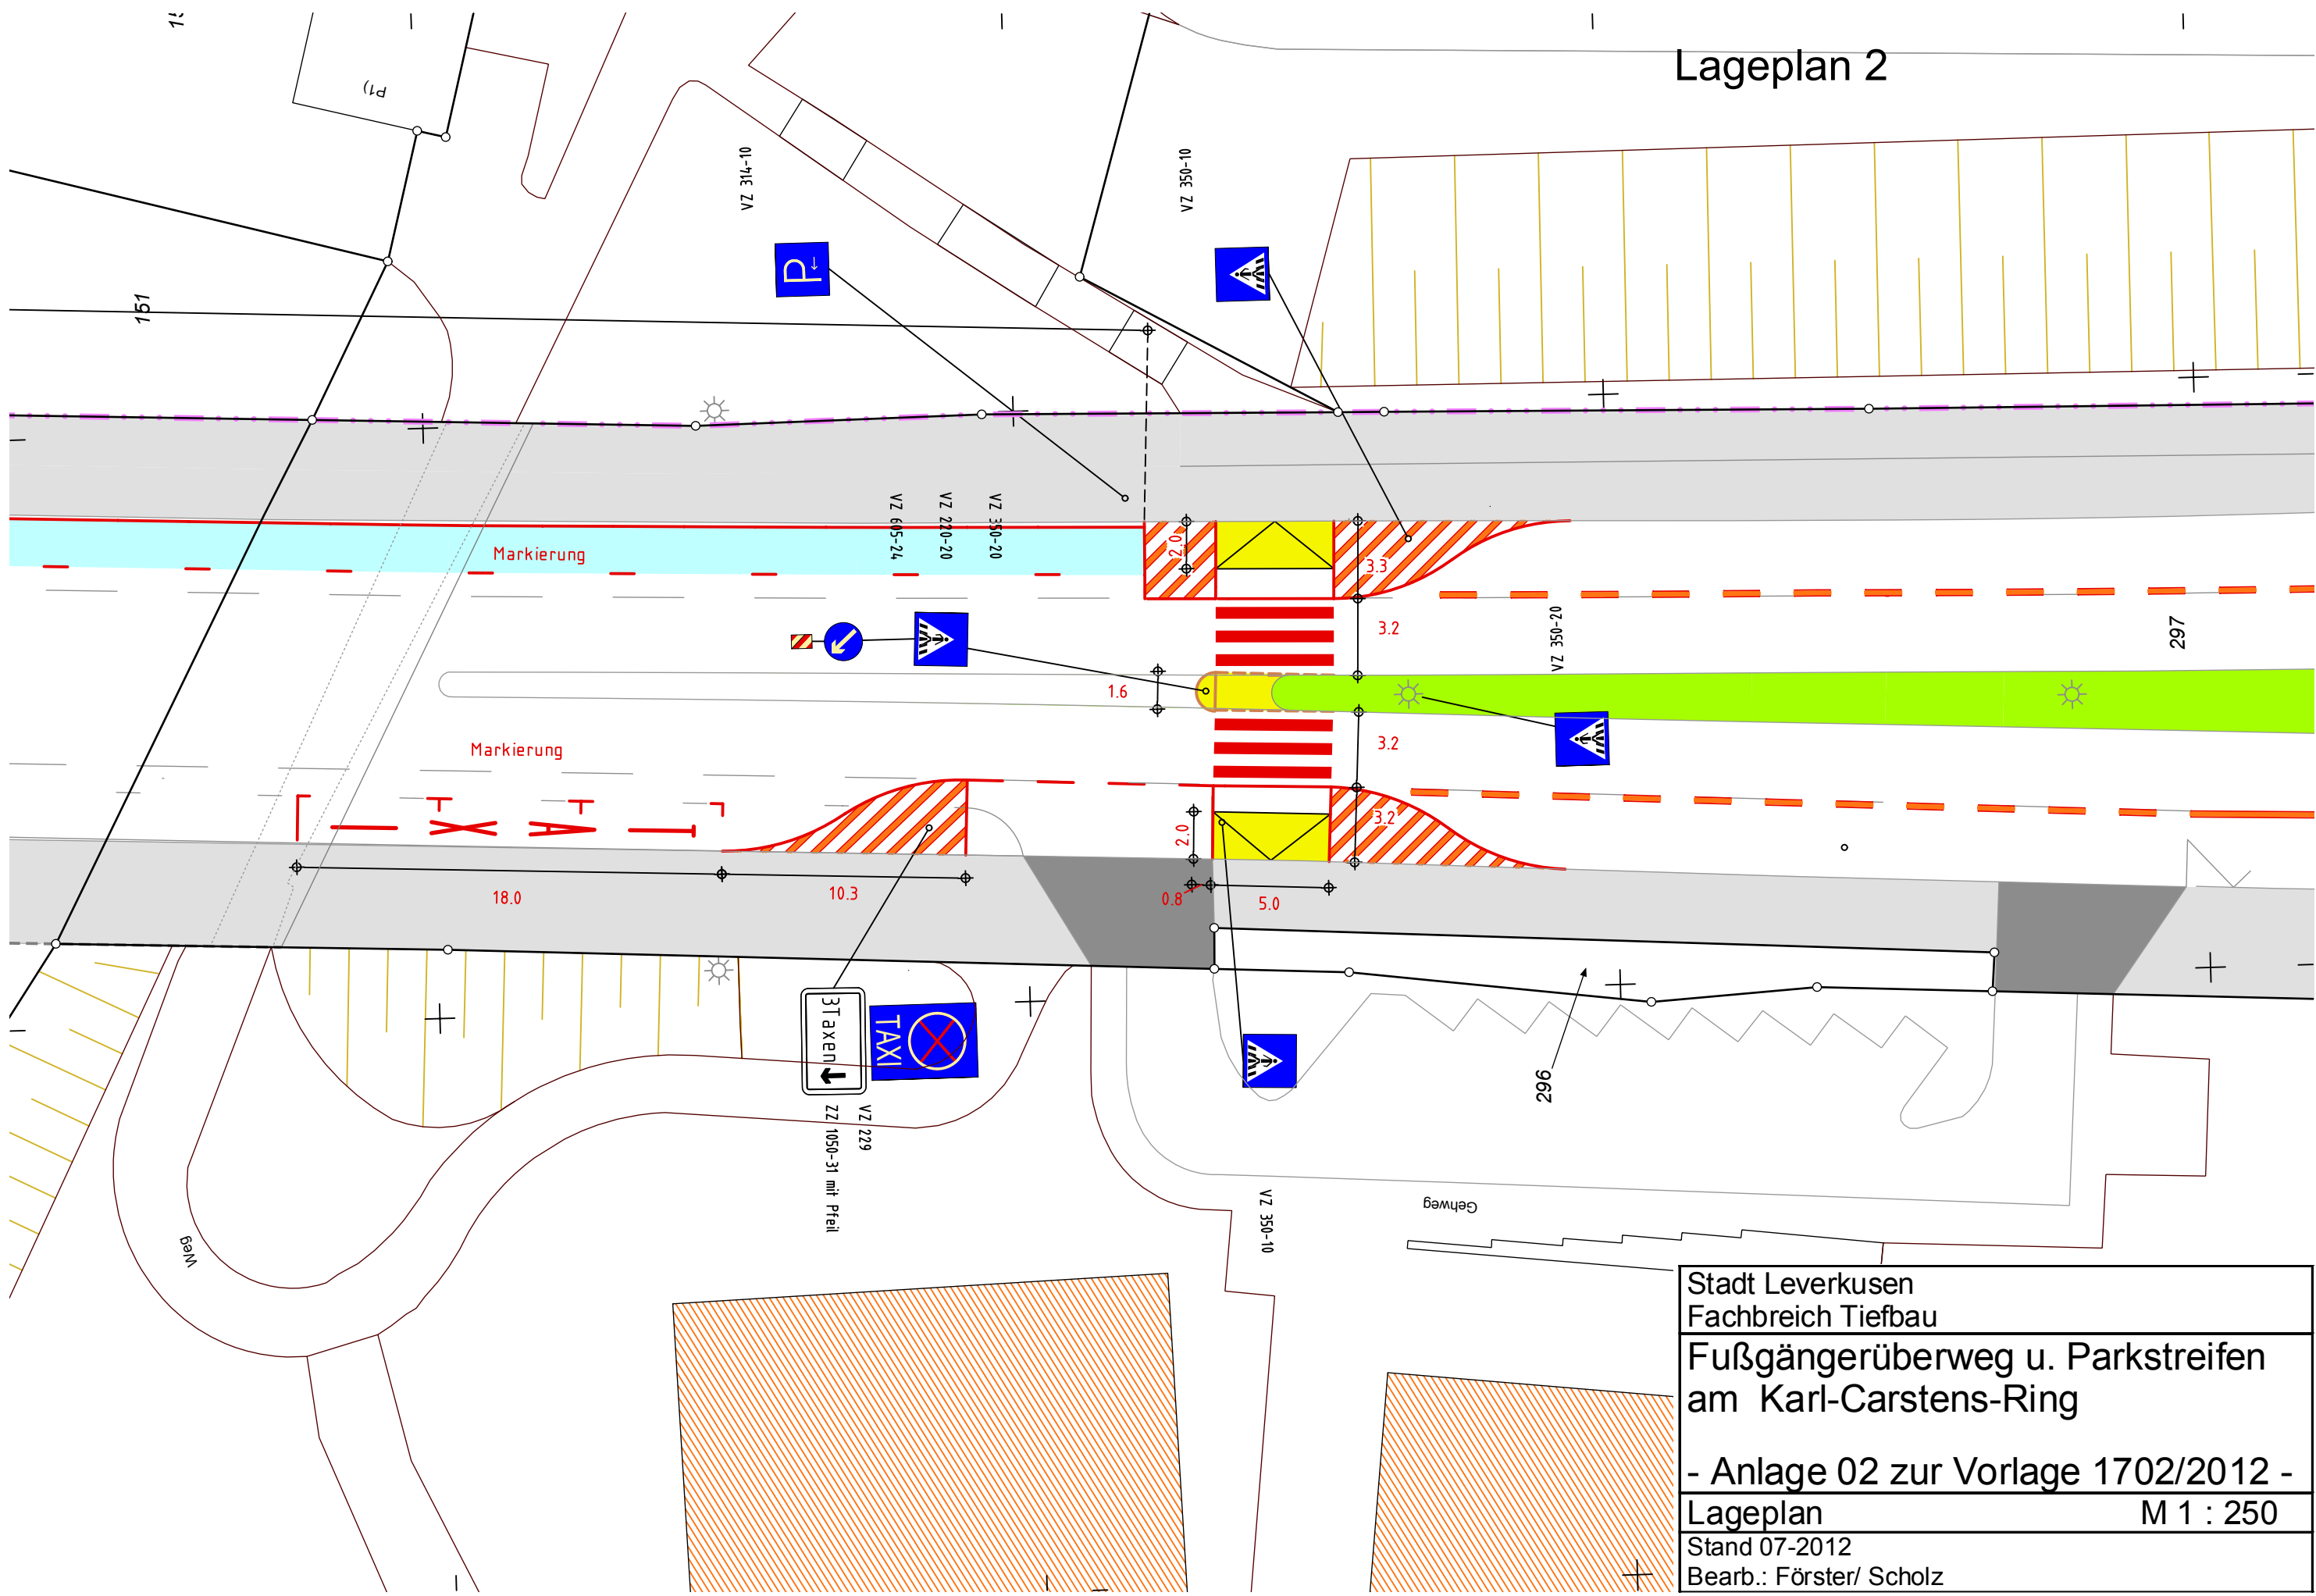 Lageplan 2
P1)
VZ 314-10
VZ 350-10
P
151
VZ 605-24
VZ 220-20
VZ 350-20
Markierung
2.0
3.3
3.2
VZ 350-20
297
1.6
Markierung
3.2
2.0
3.2
18.0
10.3
0.8
5.0
3Taxen
TAXI
VZ 229
ZZ 1050-31 mit Pfeil
296
VZ 350-10
Gehweg
Weg
Stadt Leverkusen
Fachbreich Tiefbau
Fußgängerüberweg u. Parkstreifen
am Karl-Carstens-Ring
- Anlage 02 zur Vorlage 1702/2012 -
Lageplan M 1 : 250
Stand 07-2012
Bearb.: Förster/ Scholz